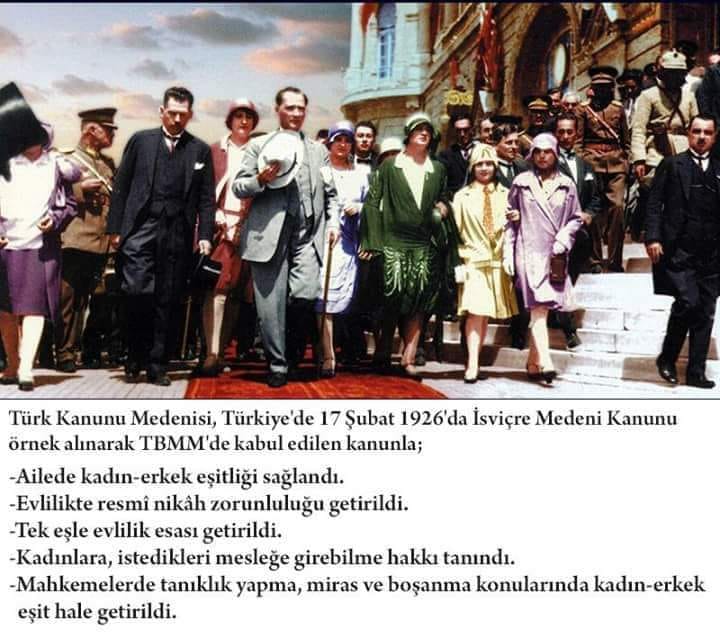 Türk Kanunu Medenisi, Türkiye'de 17 Şubat 1926'da İsviçre Medeni Kanunu
örnek alınarak TBMM'de kabul edilen kanunla;
-Ailede kadın-erkek eşitliği sağlandı.
-Evlilikte resmî nikâh zorunluluğu getirildi.
-Tek eşle evlilik esası getirildi.
-Kadınlara, istedikleri mesleğe girebilme hakkı tanındı.
-Mahkemelerde tanıklık yapma, miras ve boşanma konularında kadın-erkek
eşit hale getirildi.